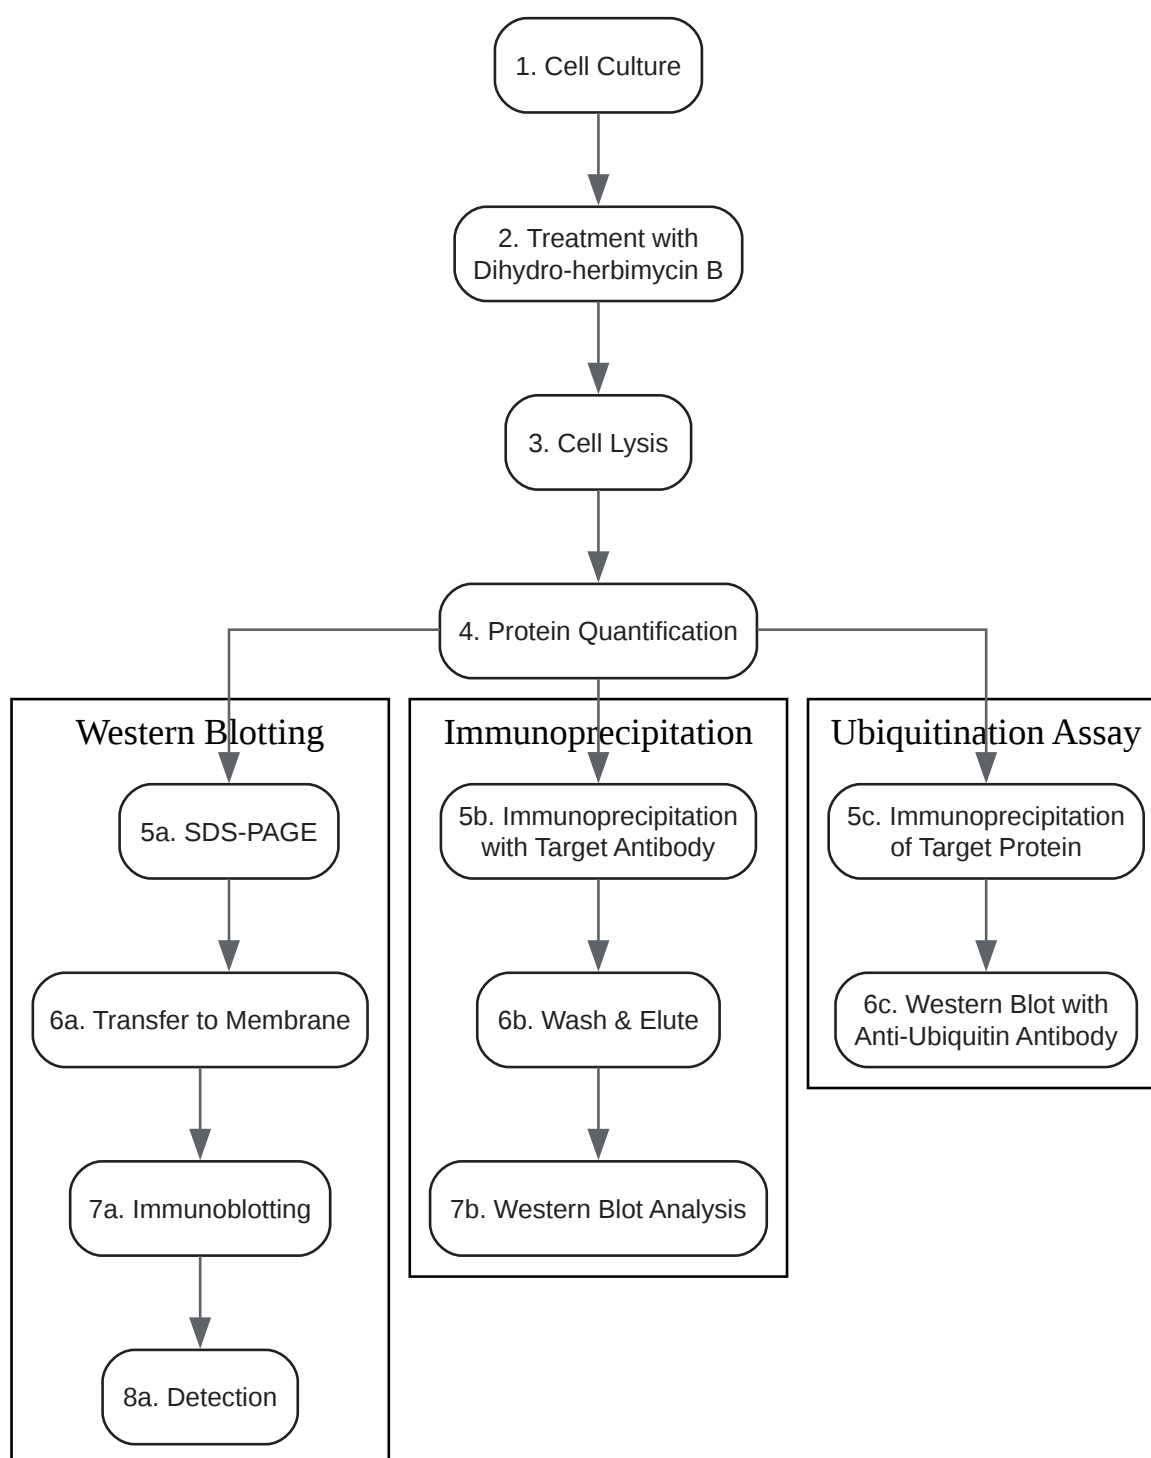 1. Cell Culture
2. Treatment with
Dihydro-herbimycin B
3. Cell Lysis
4. Protein Quantification
Western Blotting
5a. SDS-PAGE
6a. Transfer to Membrane
7a. Immunoblotting
8a. Detection
Immunoprecipitation
5b. Immunoprecipitation
with Target Antibody
6b. Wash & Elute
7b. Western Blot Analysis
Ubiquitination Assay
5c. Immunoprecipitation
of Target Protein
6c. Western Blot with
Anti-Ubiquitin Antibody